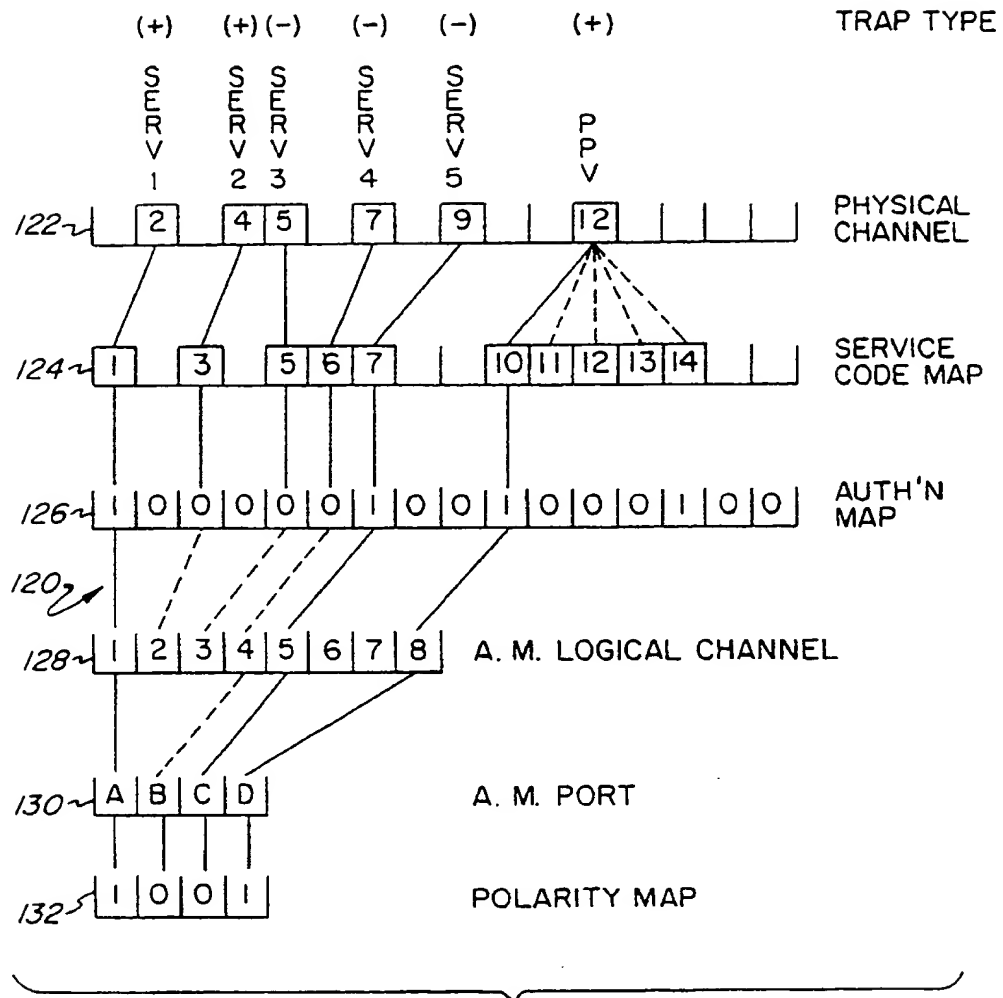 (+) (+) (-) (-) (-) (+) TRAP TYPE
SERV 1
SERV 2
SERV 3
SERV 4
SERV 5
PPV
122 2 4 5 7 9 12 PHYSICAL CHANNEL
124 1 3 5 6 7 10 11 12 13 14 SERVICE CODE MAP
126 1 0 0 0 0 0 1 0 0 1 0 0 0 1 0 0 AUTH'N MAP
120
128 1 2 3 4 5 6 7 8 A. M. LOGICAL CHANNEL
130 A B C D A. M. PORT
132 1 0 0 1 POLARITY MAP